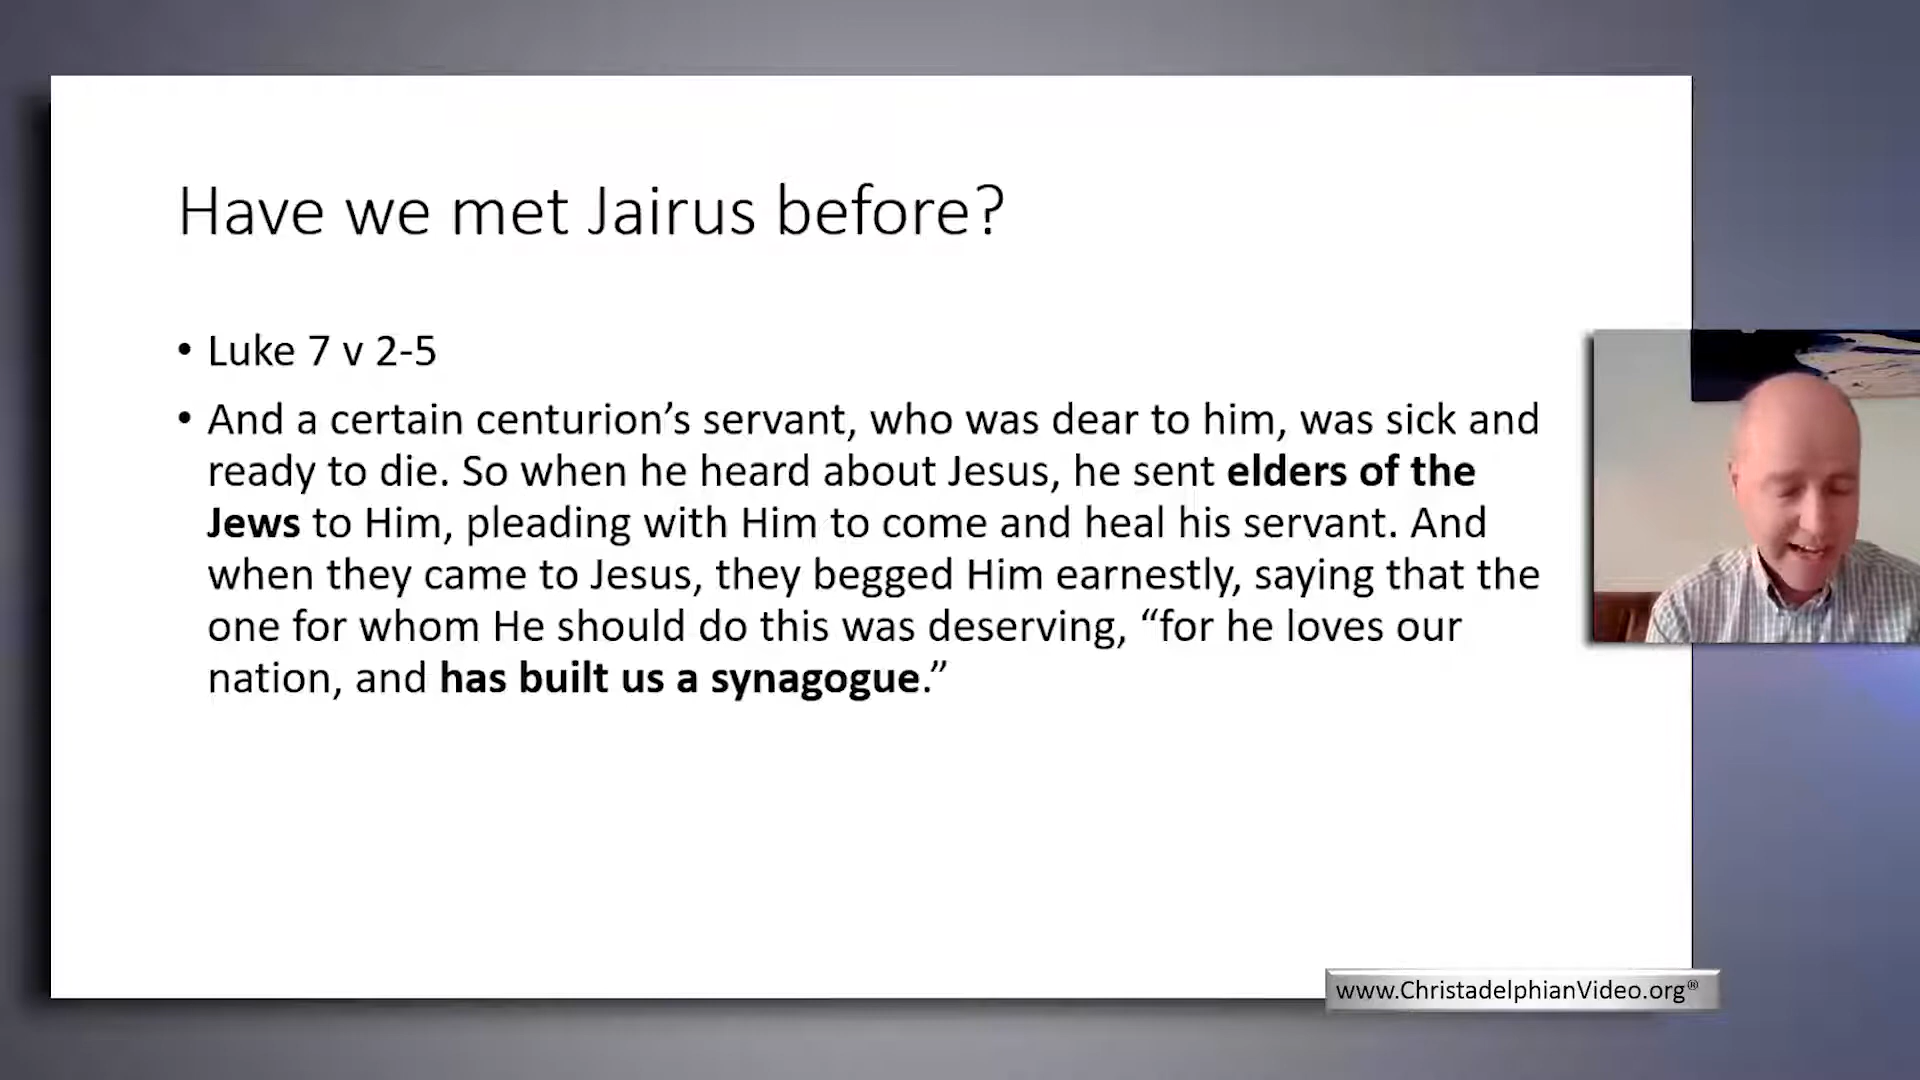 Have we met Jairus before?
• Luke 7 v 2-5
• And a certain centurion’s servant, who was dear to him, was sick and
ready to die. So when he heard about Jesus, he sent elders of the
Jews to Him, pleading with Him to come and heal his servant. And
when they came to Jesus, they begged Him earnestly, saying that the
one for whom He should do this was deserving, “for he loves our
nation, and has built us a synagogue.”
www.ChristadelphianVideo.org®